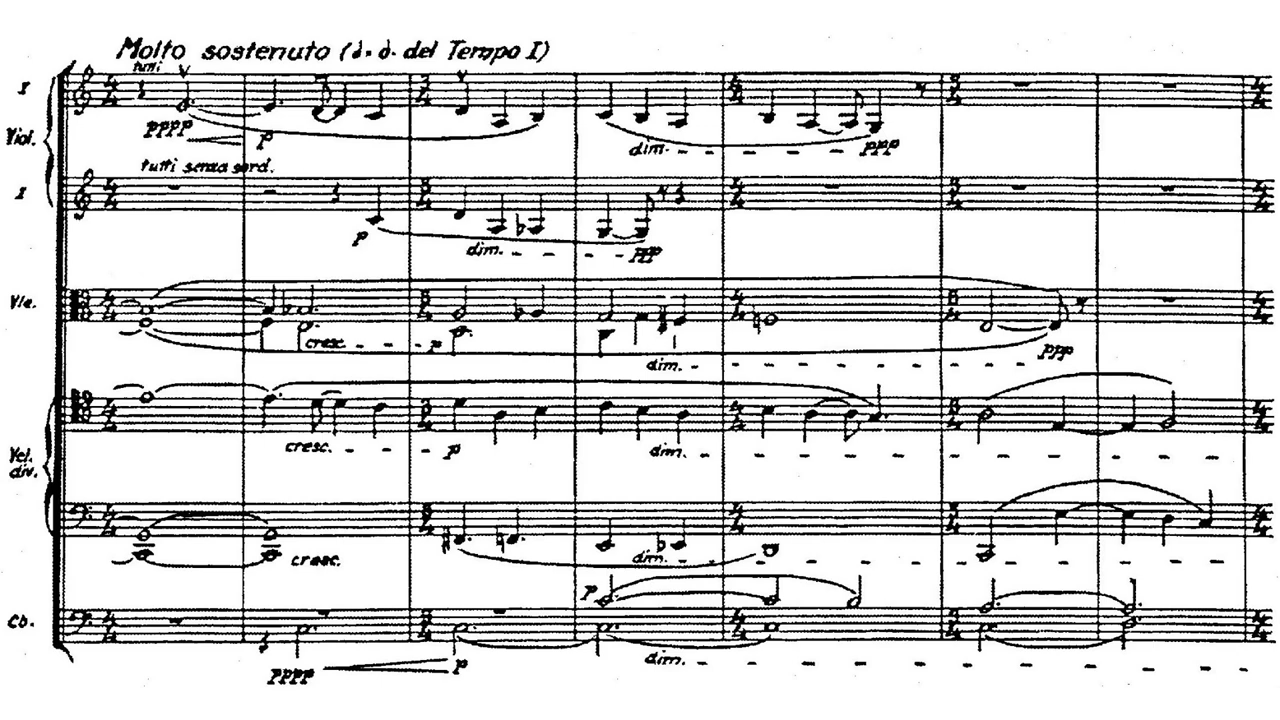 Molto sostenuto (♩. = ♩. del Tempo I)
tutti
I
Viol.
pppp p dim. ppp
tutti senza sord.
I
p dim. ppp
Vle.
cresc. p dim. ppp
Vcl. div.
cresc. p dim.
cresc. dim.
p
Cb.
pppp p dim.